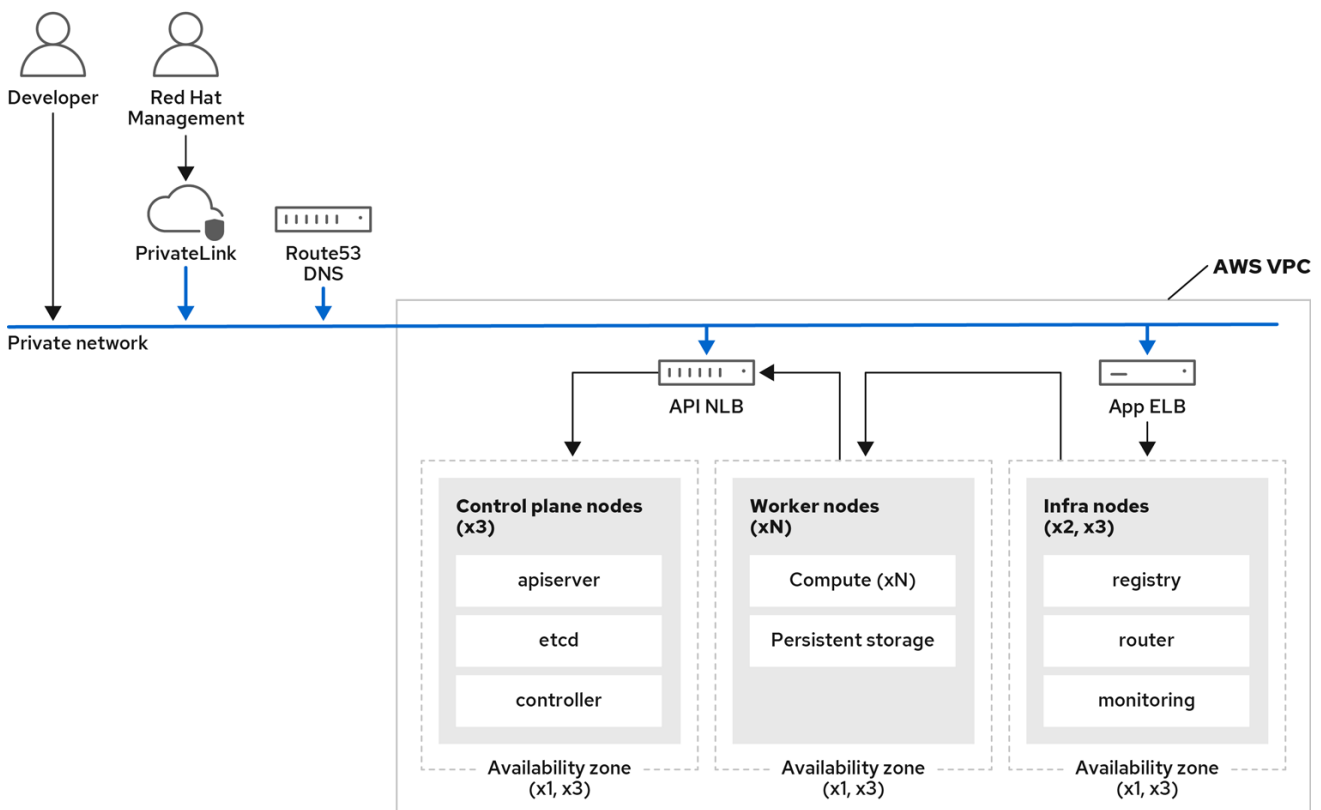 Developer
Red Hat
Management
PrivateLink
Route53
DNS
AWS VPC
Private network
API NLB
App ELB
Control plane nodes
(x3)
apiserver
etcd
controller
Availability zone
(x1, x3)
Worker nodes
(xN)
Compute (xN)
Persistent storage
Availability zone
(x1, x3)
Infra nodes
(x2, x3)
registry
router
monitoring
Availability zone
(x1, x3)